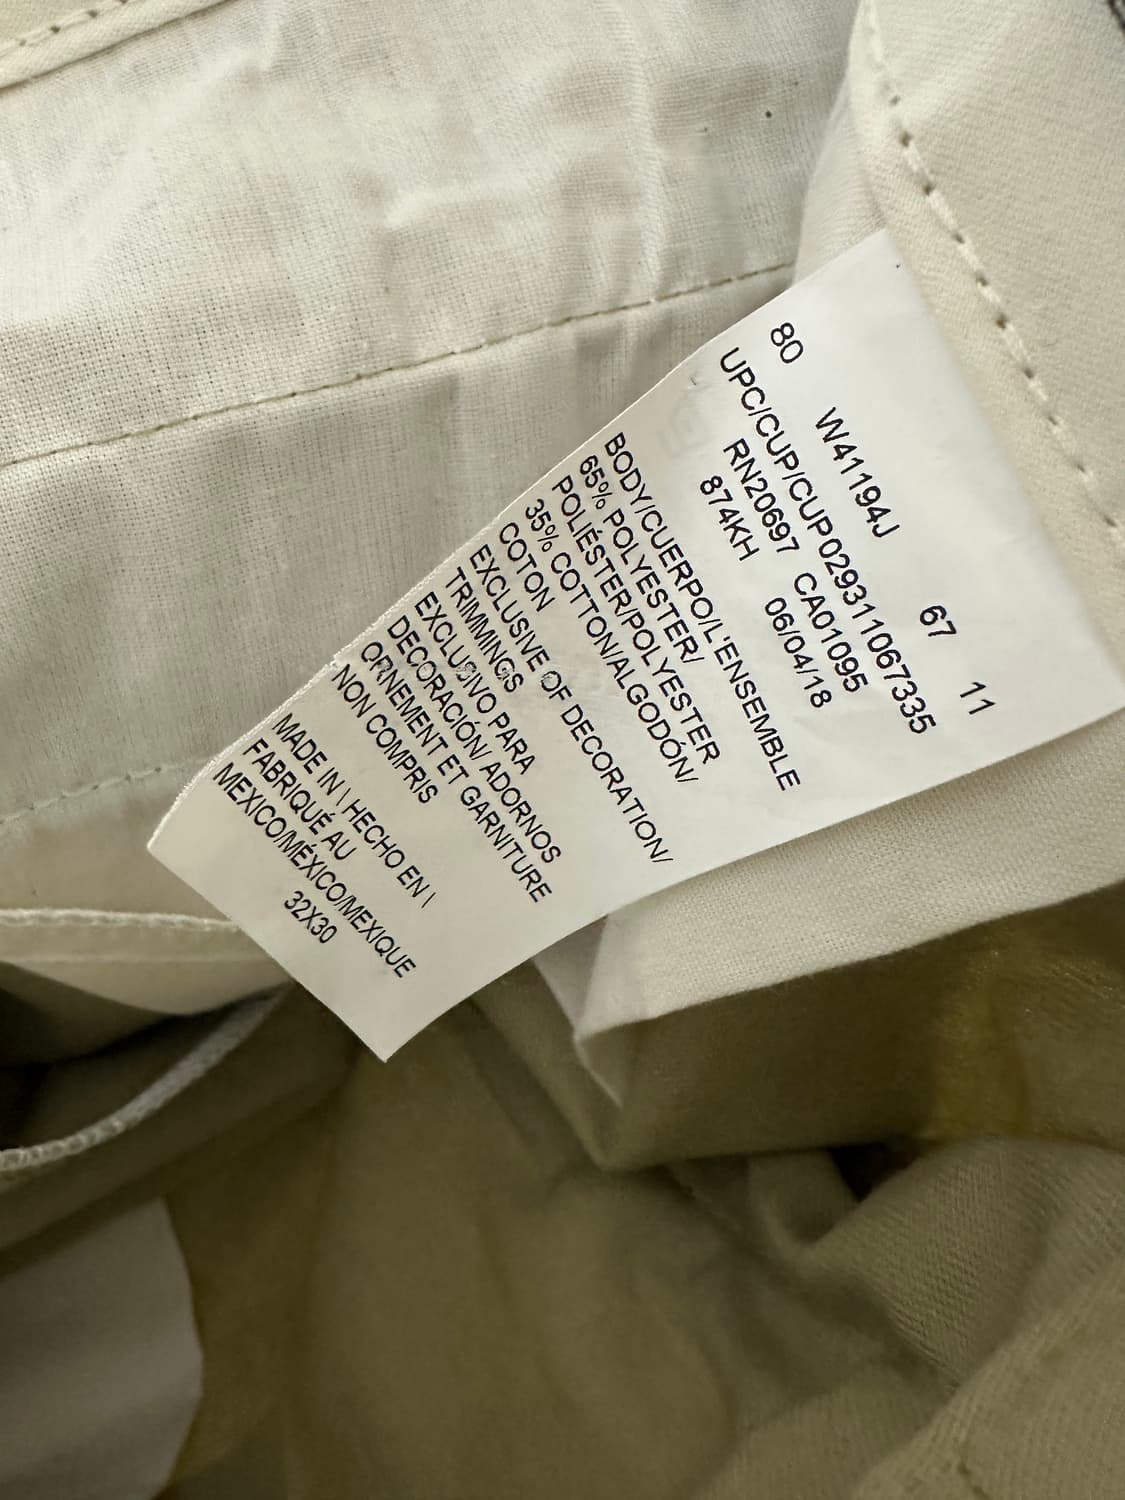 80 W41194J 67 11
UPC/CUP/CUP 029311067335
RN20697 CA01095
874KH 06/04/18
BODY/CUERPO/L'ENSEMBLE
65% POLYESTER/
POLIÉSTER/POLYESTER
35% COTTON/ALGODÓN/
COTON
EXCLUSIVE OF DECORATION/
TRIMMINGS
EXCLUSIVO PARA
DECORACIÓN/ ADORNOS
ORNEMENT ET GARNITURE
NON COMPRIS
MADE IN \ HECHO EN \
FABRIQUÉ AU
MEXICO/MÉXICO/MEXIQUE
32X30